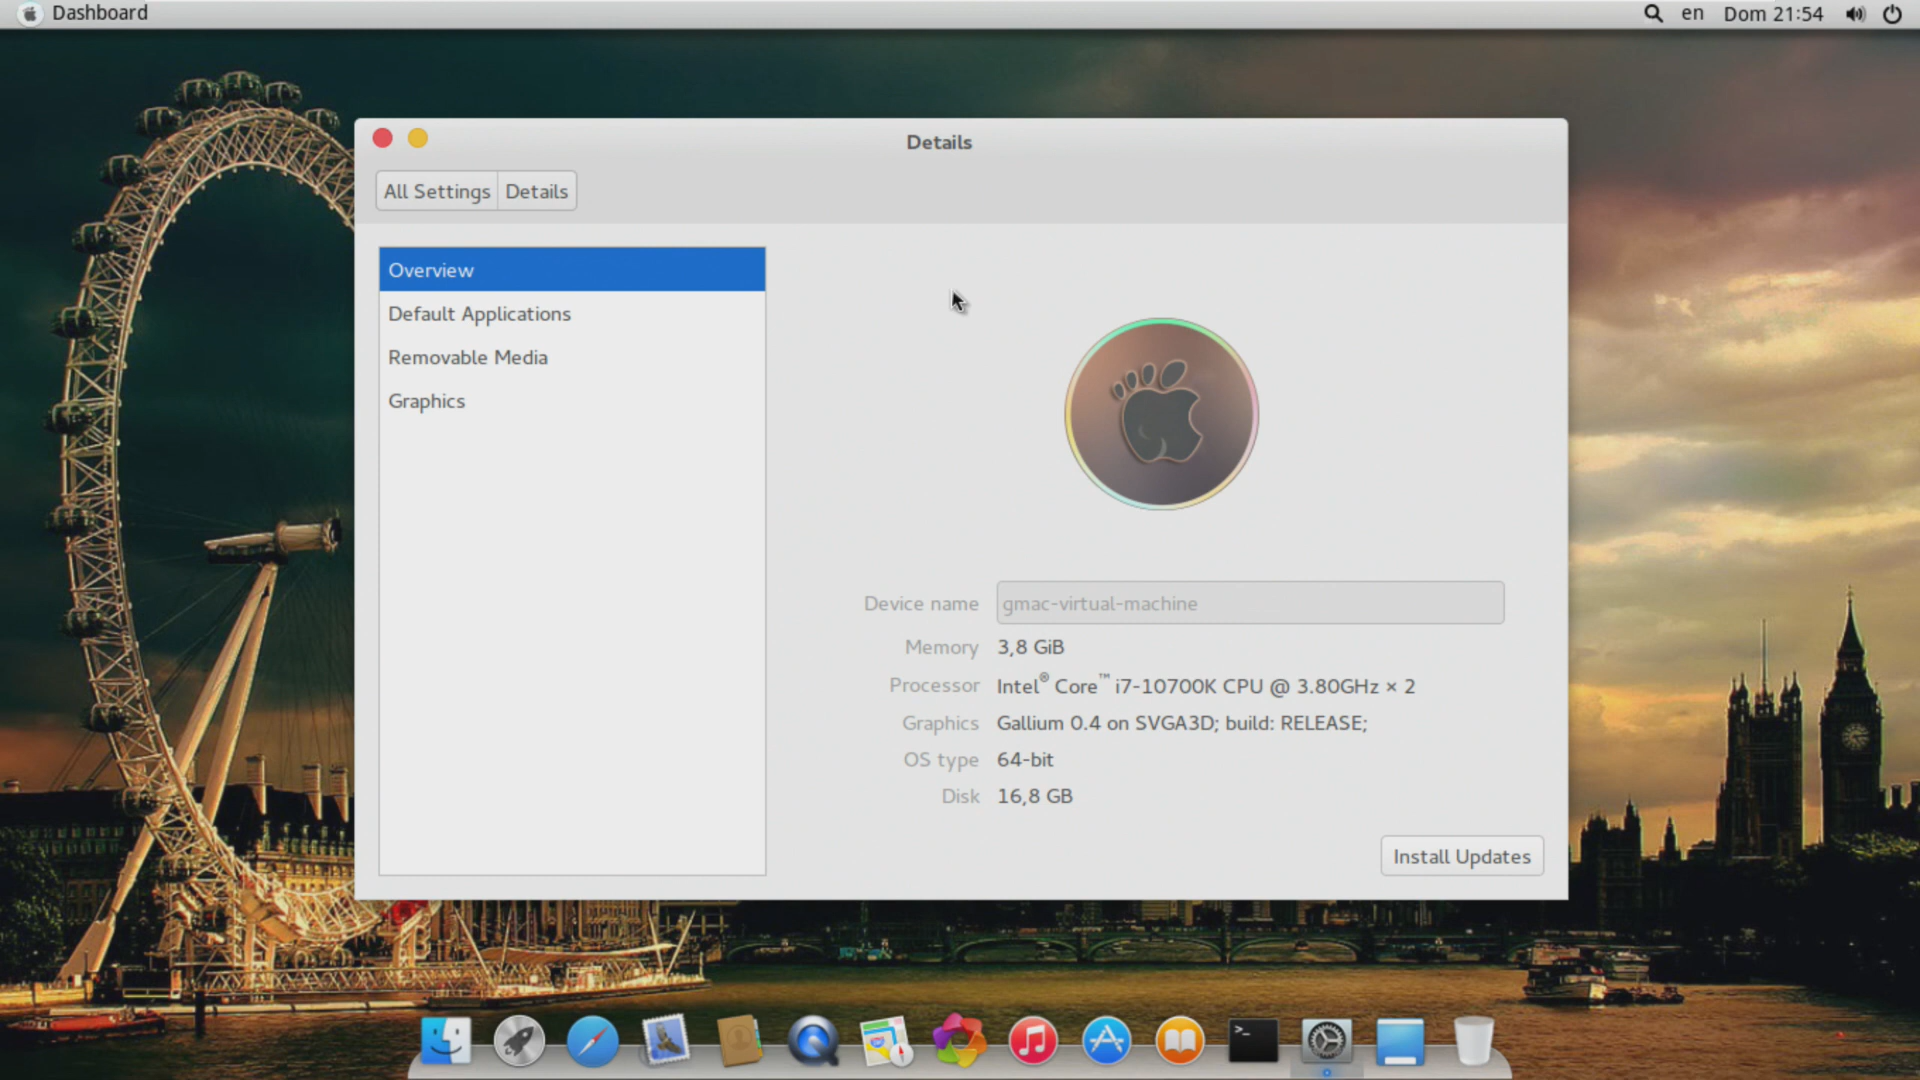 Dashboard
en Dom 21:54
Details
All Settings Details
Overview
Default Applications
Removable Media
Graphics
Device name gmac-virtual-machine
Memory 3,8 GiB
Processor Intel® Core™ i7-10700K CPU @ 3.80GHz × 2
Graphics Gallium 0.4 on SVGA3D; build: RELEASE;
OS type 64-bit
Disk 16,8 GB
Install Updates
>_